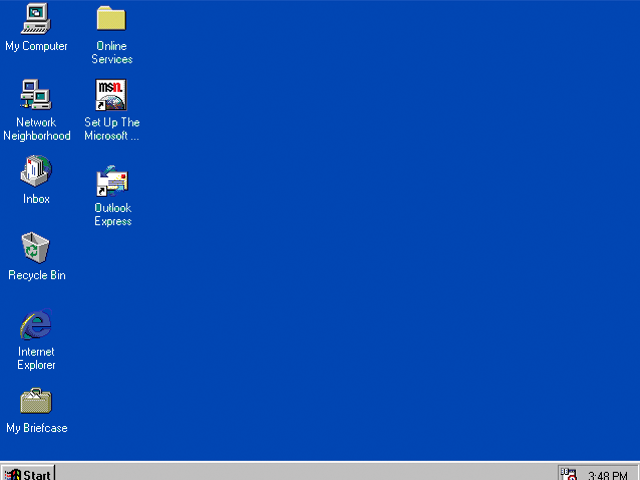 My Computer
Online
Services
Network
Neighborhood
msn.
Set Up The
Microsoft ...
Inbox
Outlook
Express
Recycle Bin
Internet
Explorer
My Briefcase
Start
3:48 PM